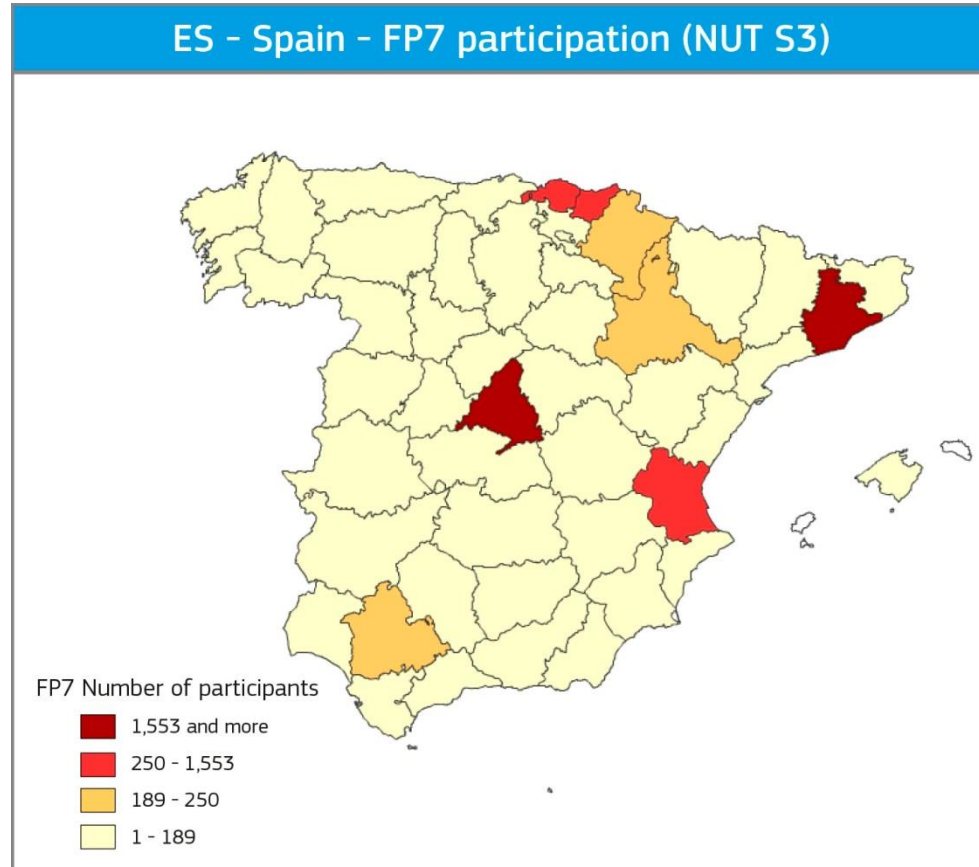 ES - Spain - FP7 participation (NUT S3)
FP7 Number of participants
1,553 and more
250 - 1,553
189 - 250
1 - 189